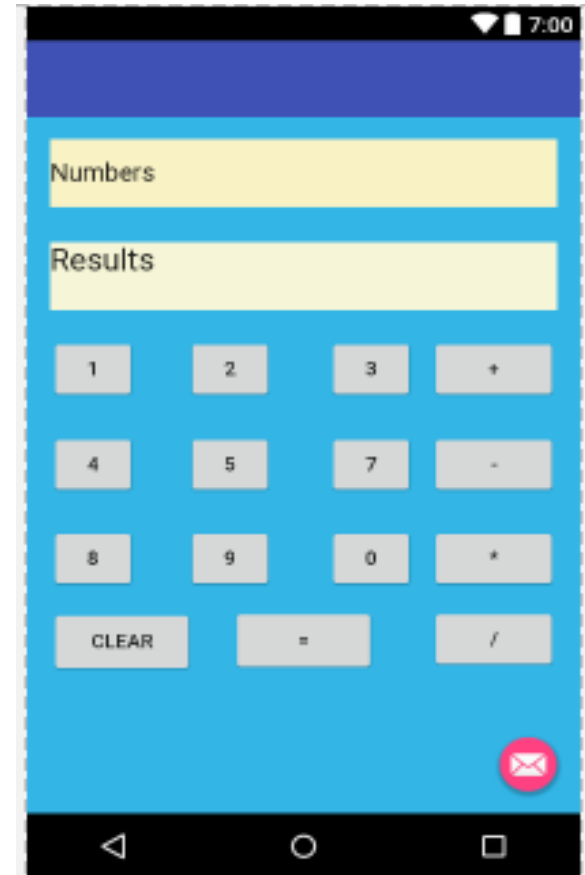 7:00
Numbers
Results
1 2 3 +
4 5 7 -
8 9 0 *
CLEAR = /